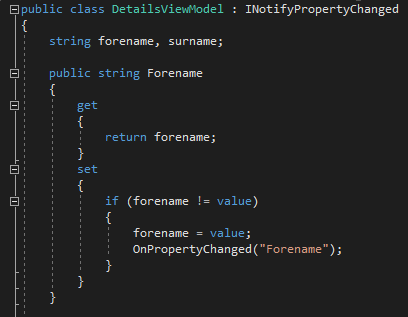 public class DetailsViewModel : INotifyPropertyChanged
{
string forename, surname;
public string Forename
{
get
{
return forename;
}
set
{
if (forename != value)
{
forename = value;
OnPropertyChanged("Forename");
}
}
}